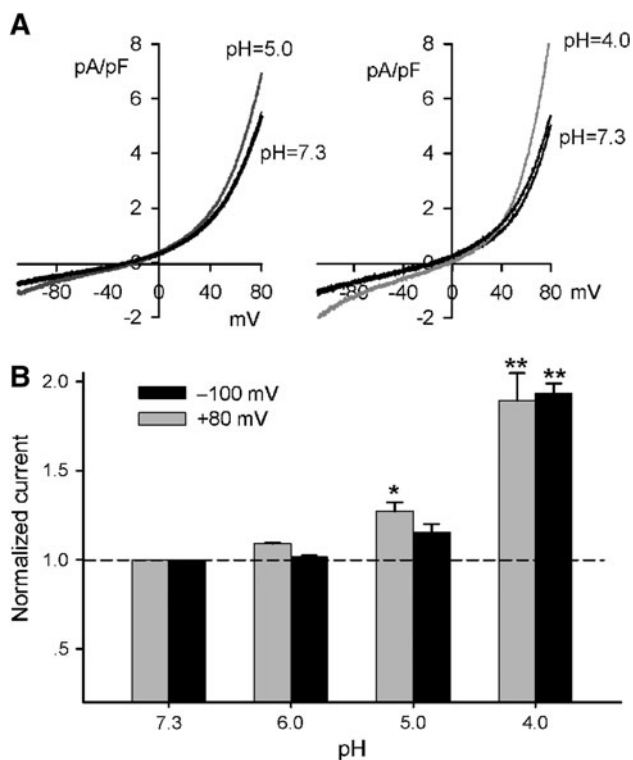 A
8
pA/pF
pH=5.0
6
4
pH=7.3
2
0
-80
-40
0
40
80
-2
mV
8
pH=4.0
pA/pF
6
4
pH=7.3
2
0
-80
-40
0
40
80
mV
-2
B
2.0
–100 mV
+80 mV
**
**
*
1.0
.5
Normalized current
7.3
6.0
5.0
4.0
pH